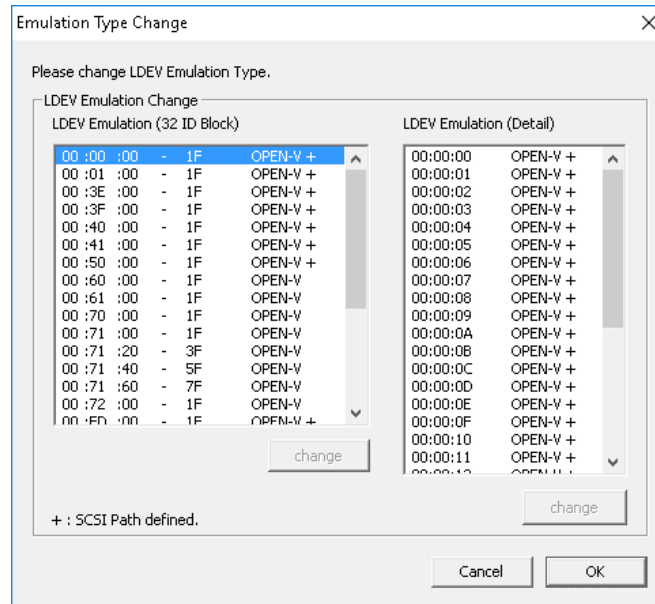 Emulation Type Change
Please change LDEV Emulation Type.
LDEV Emulation Change
LDEV Emulation (32 ID Block)
00 :00 :00 - 1F OPEN-V +
00 :01 :00 - 1F OPEN-V +
00 :3E :00 - 1F OPEN-V +
00 :3F :00 - 1F OPEN-V +
00 :40 :00 - 1F OPEN-V +
00 :41 :00 - 1F OPEN-V +
00 :50 :00 - 1F OPEN-V +
00 :60 :00 - 1F OPEN-V
00 :61 :00 - 1F OPEN-V
00 :70 :00 - 1F OPEN-V
00 :71 :00 - 1F OPEN-V
00 :71 :20 - 3F OPEN-V
00 :71 :40 - 5F OPEN-V
00 :71 :60 - 7F OPEN-V
00 :72 :00 - 1F OPEN-V
00 :FD :00 - 1F OPEN-V +
change
+ : SCSI Path defined.
LDEV Emulation (Detail)
00:00:00 OPEN-V +
00:00:01 OPEN-V +
00:00:02 OPEN-V +
00:00:03 OPEN-V +
00:00:04 OPEN-V +
00:00:05 OPEN-V +
00:00:06 OPEN-V +
00:00:07 OPEN-V +
00:00:08 OPEN-V +
00:00:09 OPEN-V +
00:00:0A OPEN-V +
00:00:0B OPEN-V +
00:00:0C OPEN-V +
00:00:0D OPEN-V +
00:00:0E OPEN-V +
00:00:0F OPEN-V +
00:00:10 OPEN-V +
00:00:11 OPEN-V +
00:00:12 OPEN-V +
change
Cancel
OK